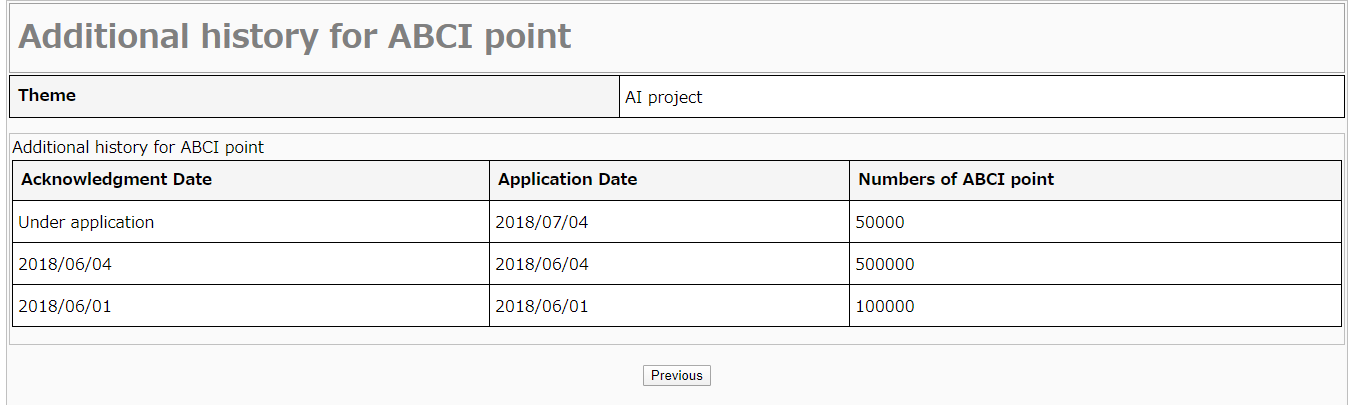 Additional history for ABCI point
Theme AI project
Additional history for ABCI point
Acknowledgment Date Application Date Numbers of ABCI point
Under application 2018/07/04 50000
2018/06/04 2018/06/04 500000
2018/06/01 2018/06/01 100000
Previous